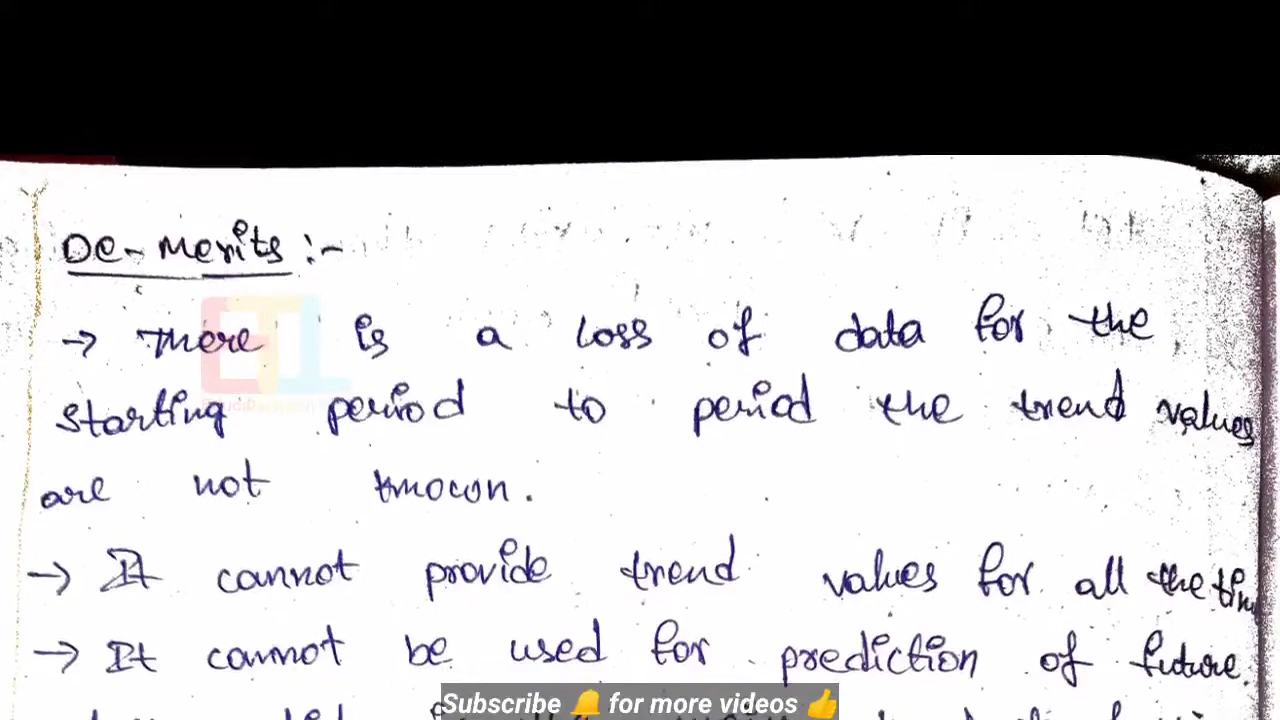 De-Merits :-
→ There is a loss of data for the
starting period to period the trend values
are not
→ It cannot provide trend values for all the
→ It cannot be used for prediction of future.
Subscribe 🔔 for more videos 👍